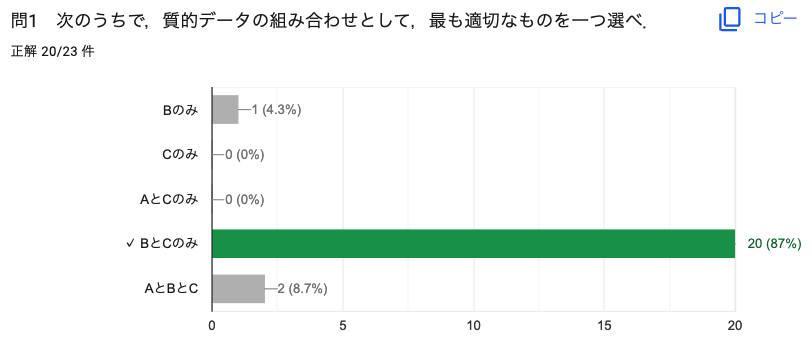 問1　次のうちで，質的データの組み合わせとして，最も適切なものを一つ選べ．
コピー
正解 20/23 件
Bのみ
1 (4.3%)
Cのみ
0 (0%)
AとCのみ
0 (0%)
✓ BとCのみ
20 (87%)
AとBとC
2 (8.7%)
0 5 10 15 20